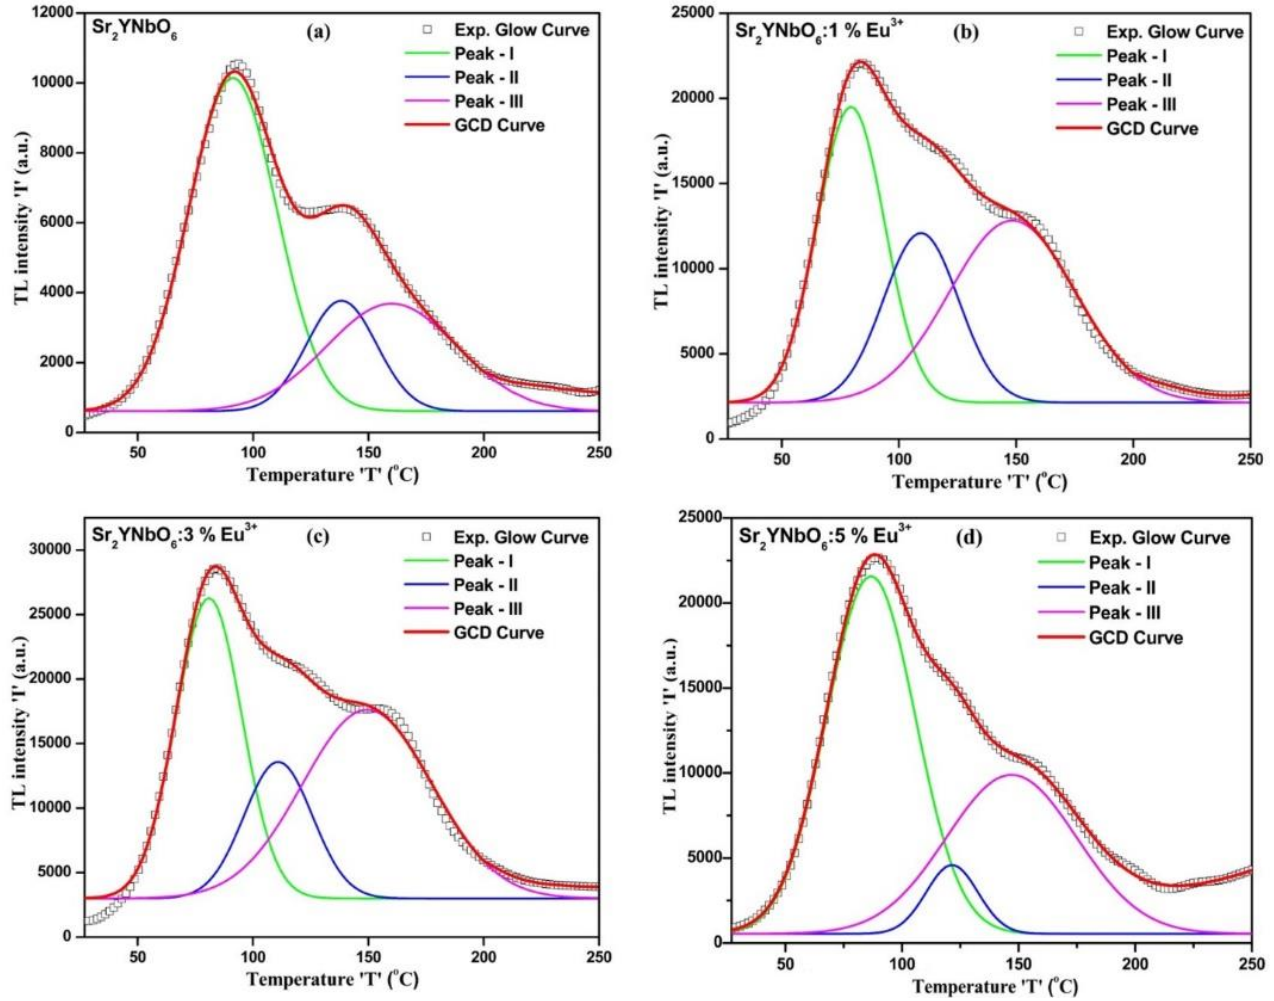 Sr2YNbO6
(a)
Exp. Glow Curve
Peak - I
Peak - II
Peak - III
GCD Curve
12000
10000
8000
6000
4000
2000
0
TL intensity 'I' (a.u.)
50 100 150 200 250
Temperature 'T' (°C)
Sr2YNbO6:1 % Eu3+
(b)
Exp. Glow Curve
Peak - I
Peak - II
Peak - III
GCD Curve
25000
20000
15000
10000
5000
0
TL intensity 'I' (a.u.)
50 100 150 200 250
Temperature 'T' (°C)
Sr2YNbO6:3 % Eu3+
(c)
Exp. Glow Curve
Peak - I
Peak - II
Peak - III
GCD Curve
30000
25000
20000
15000
10000
5000
0
TL intensity 'I' (a.u.)
50 100 150 200 250
Temperature 'T' (°C)
Sr2YNbO6:5 % Eu3+
(d)
Exp. Glow Curve
Peak - I
Peak - II
Peak - III
GCD Curve
25000
20000
15000
10000
5000
0
TL intensity 'I' (a.u.)
50 100 150 200 250
Temperature 'T' (°C)